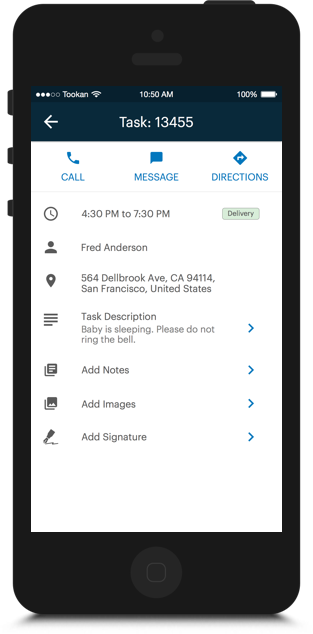 Tookan 10:50 AM 100%
Task: 13455
CALL MESSAGE DIRECTIONS
4:30 PM to 7:30 PM Delivery
Fred Anderson
564 Dellbrook Ave, CA 94114,
San Francisco, United States
Task Description
Baby is sleeping. Please do not
ring the bell.
Add Notes
Add Images
Add Signature